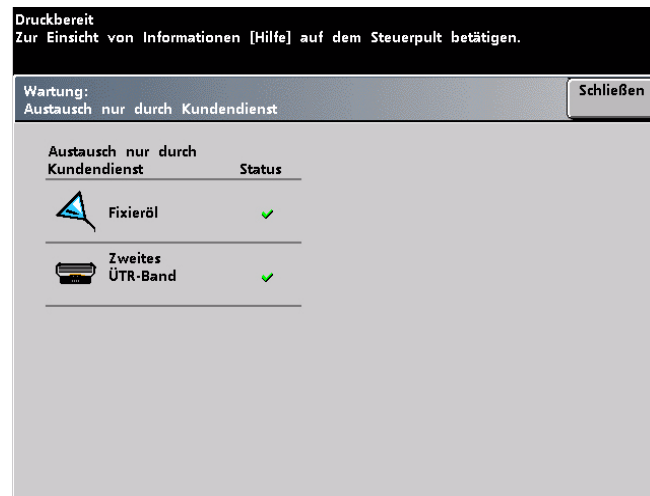 Druckbereit
Zur Einsicht von Informationen [Hilfe] auf dem Steuerpult betätigen.
Wartung:
Austausch nur durch Kundendienst
Schließen
Austausch nur durch
Kundendienst Status
Fixieröl
Zweites
ÜTR-Band